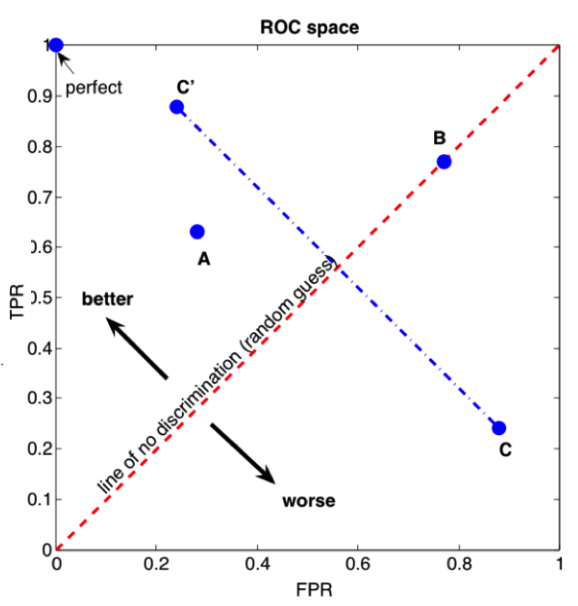 ROC space
1
perfect
C'
0.9
0.8
B
0.7
0.6
A
better
0.5
TPR
line of no discrimination (random guess)
0.4
0.3
C
0.2
worse
0.1
0
0
0.2
0.4
0.6
0.8
1
FPR